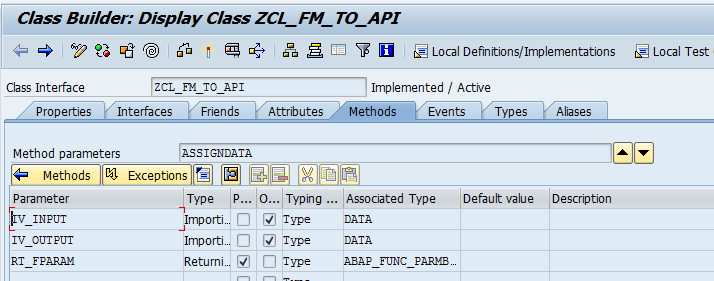 Class Builder: Display Class ZCL_FM_TO_API
Local Definitions/Implementations Local Test
Class Interface ZCL_FM_TO_API Implemented / Active
Properties Interfaces Friends Attributes Methods Events Types Aliases
Method parameters ASSIGNDATA
Methods Exceptions
Parameter Type P... O... Typing ... Associated Type Default value Description
IV_INPUT Importi... Type DATA
IV_OUTPUT Importi... Type DATA
RT_FPARAM Returni... Type ABAP_FUNC_PARMB...